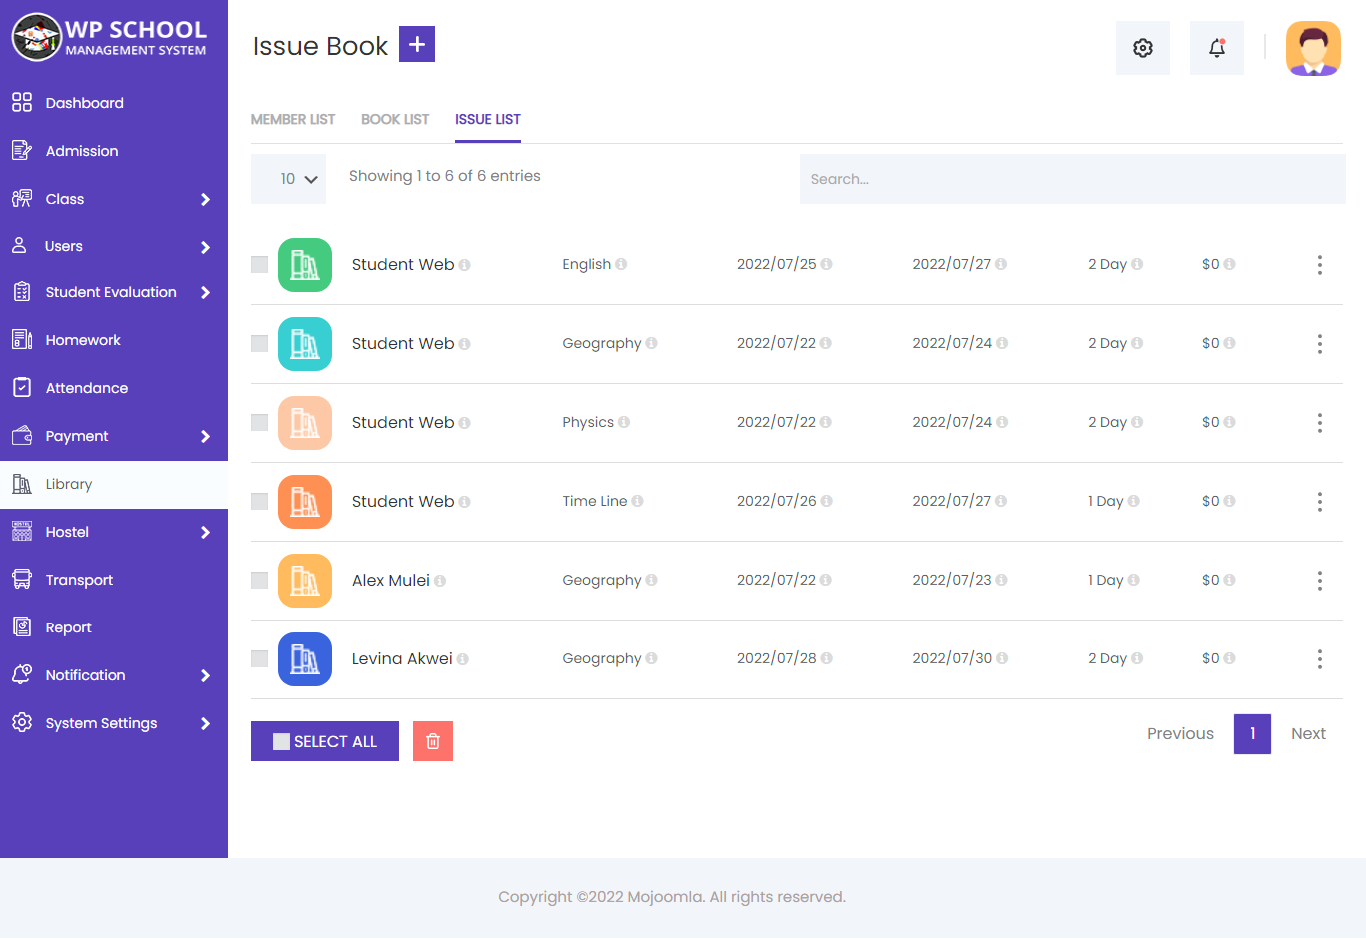 WP SCHOOL
MANAGEMENT SYSTEM
Dashboard
Admission
Class
Users
Student Evaluation
Homework
Attendance
Payment
Library
Hostel
Transport
Report
Notification
System Settings
Issue Book +
MEMBER LIST BOOK LIST ISSUE LIST
10 Showing 1 to 6 of 6 entries Search...
Student Web English 2022/07/25 2022/07/27 2 Day $0
Student Web Geography 2022/07/22 2022/07/24 2 Day $0
Student Web Physics 2022/07/22 2022/07/24 2 Day $0
Student Web Time Line 2022/07/26 2022/07/27 1 Day $0
Alex Mulei Geography 2022/07/22 2022/07/23 1 Day $0
Levina Akwei Geography 2022/07/28 2022/07/30 2 Day $0
SELECT ALL Previous 1 Next
Copyright ©2022 Mojoomla. All rights reserved.